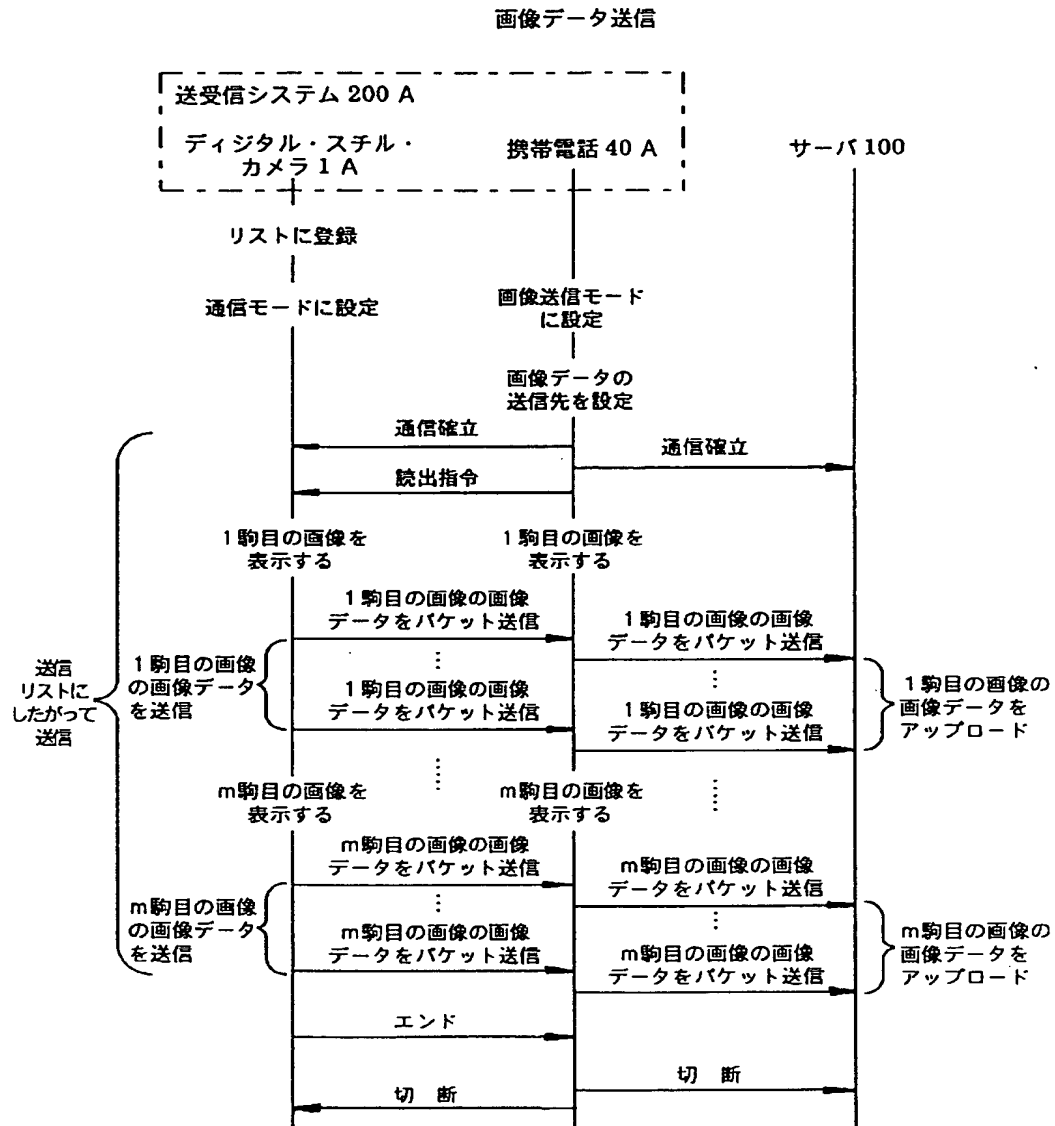 画像データ送信
送受信システム 200 A
ディジタル・スチル・
カメラ 1 A
携帯電話 40 A
サーバ 100
リストに登録
通信モードに設定
画像送信モード
に設定
画像データの
送信先を設定
通信確立
通信確立
読出指令
1駒目の画像を
表示する
1駒目の画像を
表示する
1駒目の画像の画像
データをパケット送信
1駒目の画像の画像
データをパケット送信
送信
リストに
したがって
送信
1駒目の画像
の画像データ
を送信
1駒目の画像の画像
データをパケット送信
1駒目の画像の画像
データをパケット送信
1駒目の画像の
画像データを
アップロード
m駒目の画像を
表示する
m駒目の画像を
表示する
m駒目の画像の画像
データをパケット送信
m駒目の画像の画像
データをパケット送信
m駒目の画像
の画像データ
を送信
m駒目の画像の画像
データをパケット送信
m駒目の画像の画像
データをパケット送信
m駒目の画像の
画像データを
アップロード
エンド
切 断
切 断